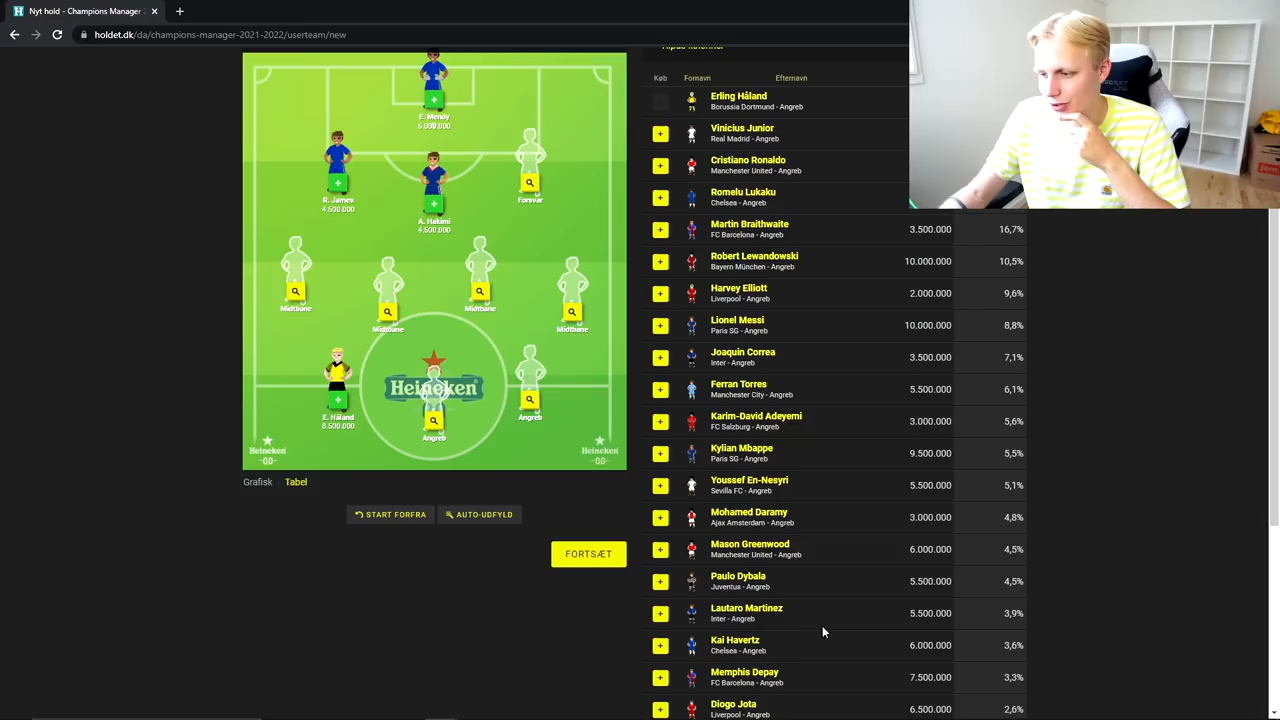 Nyt hold - Champions Manager
holdet.dk/da/champions-manager-2021-2022/userteam/new
E. Mendy
6.000.000
R. James
4.500.000
A. Hakimi
4.500.000
Forsvar
Midtbane
Midtbane
Midtbane
Midtbane
E. Håland
8.500.000
Heineken
Angreb
Angreb
Heineken
0.0
Heineken
0.0
Grafisk
Tabel
START FORFRA
AUTO-UDFYLD
FORTSÆT
Køb Fornavn Efternavn
Erling Håland
Borussia Dortmund - Angreb
Vinicius Junior
Real Madrid - Angreb
Cristiano Ronaldo
Manchester United - Angreb
Romelu Lukaku
Chelsea - Angreb
Martin Braithwaite 3.500.000 16,7%
FC Barcelona - Angreb
Robert Lewandowski 10.000.000 10,5%
Bayern München - Angreb
Harvey Elliott 2.000.000 9,6%
Liverpool - Angreb
Lionel Messi 10.000.000 8,8%
Paris SG - Angreb
Joaquin Correa 3.500.000 7,1%
Inter - Angreb
Ferran Torres 5.500.000 6,1%
Manchester City - Angreb
Karim-David Adeyemi 3.000.000 5,6%
FC Salzburg - Angreb
Kylian Mbappe 9.500.000 5,5%
Paris SG - Angreb
Youssef En-Nesyri 5.500.000 5,1%
Sevilla FC - Angreb
Mohamed Daramy 3.000.000 4,8%
Ajax Amsterdam - Angreb
Mason Greenwood 6.000.000 4,5%
Manchester United - Angreb
Paulo Dybala 5.500.000 4,5%
Juventus - Angreb
Lautaro Martinez 5.500.000 3,9%
Inter - Angreb
Kai Havertz 6.000.000 3,6%
Chelsea - Angreb
Memphis Depay 7.500.000 3,3%
FC Barcelona - Angreb
Diogo Jota 6.500.000 2,6%
Liverpool - Angreb